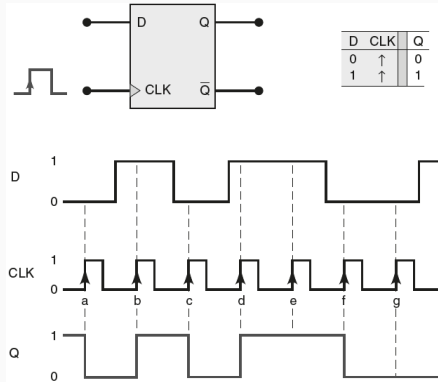 D Q
CLK Q̅
D CLK Q
0 ↑ 0
1 ↑ 1
1
D
0
1
CLK
0
a b c d e f g
1
Q
0